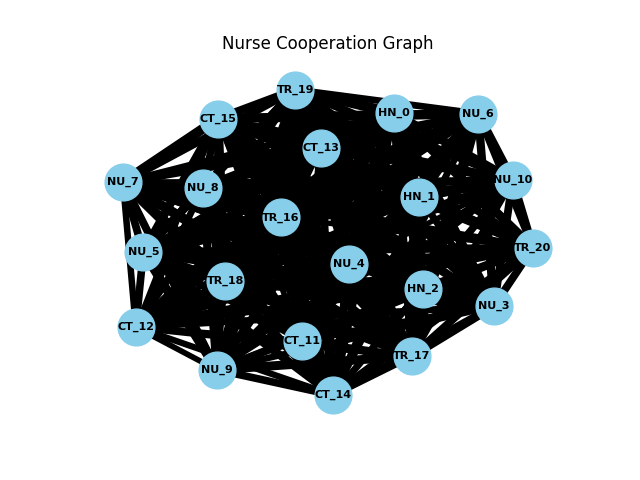 Nurse Cooperation Graph
TR_19
HN_0
NU_6
CT_15
CT_13
NU_7
NU_8
HN_1
NU_10
TR_16
NU_5
NU_4
TR_20
TR_18
HN_2
NU_3
CT_12
CT_11
TR_17
NU_9
CT_14